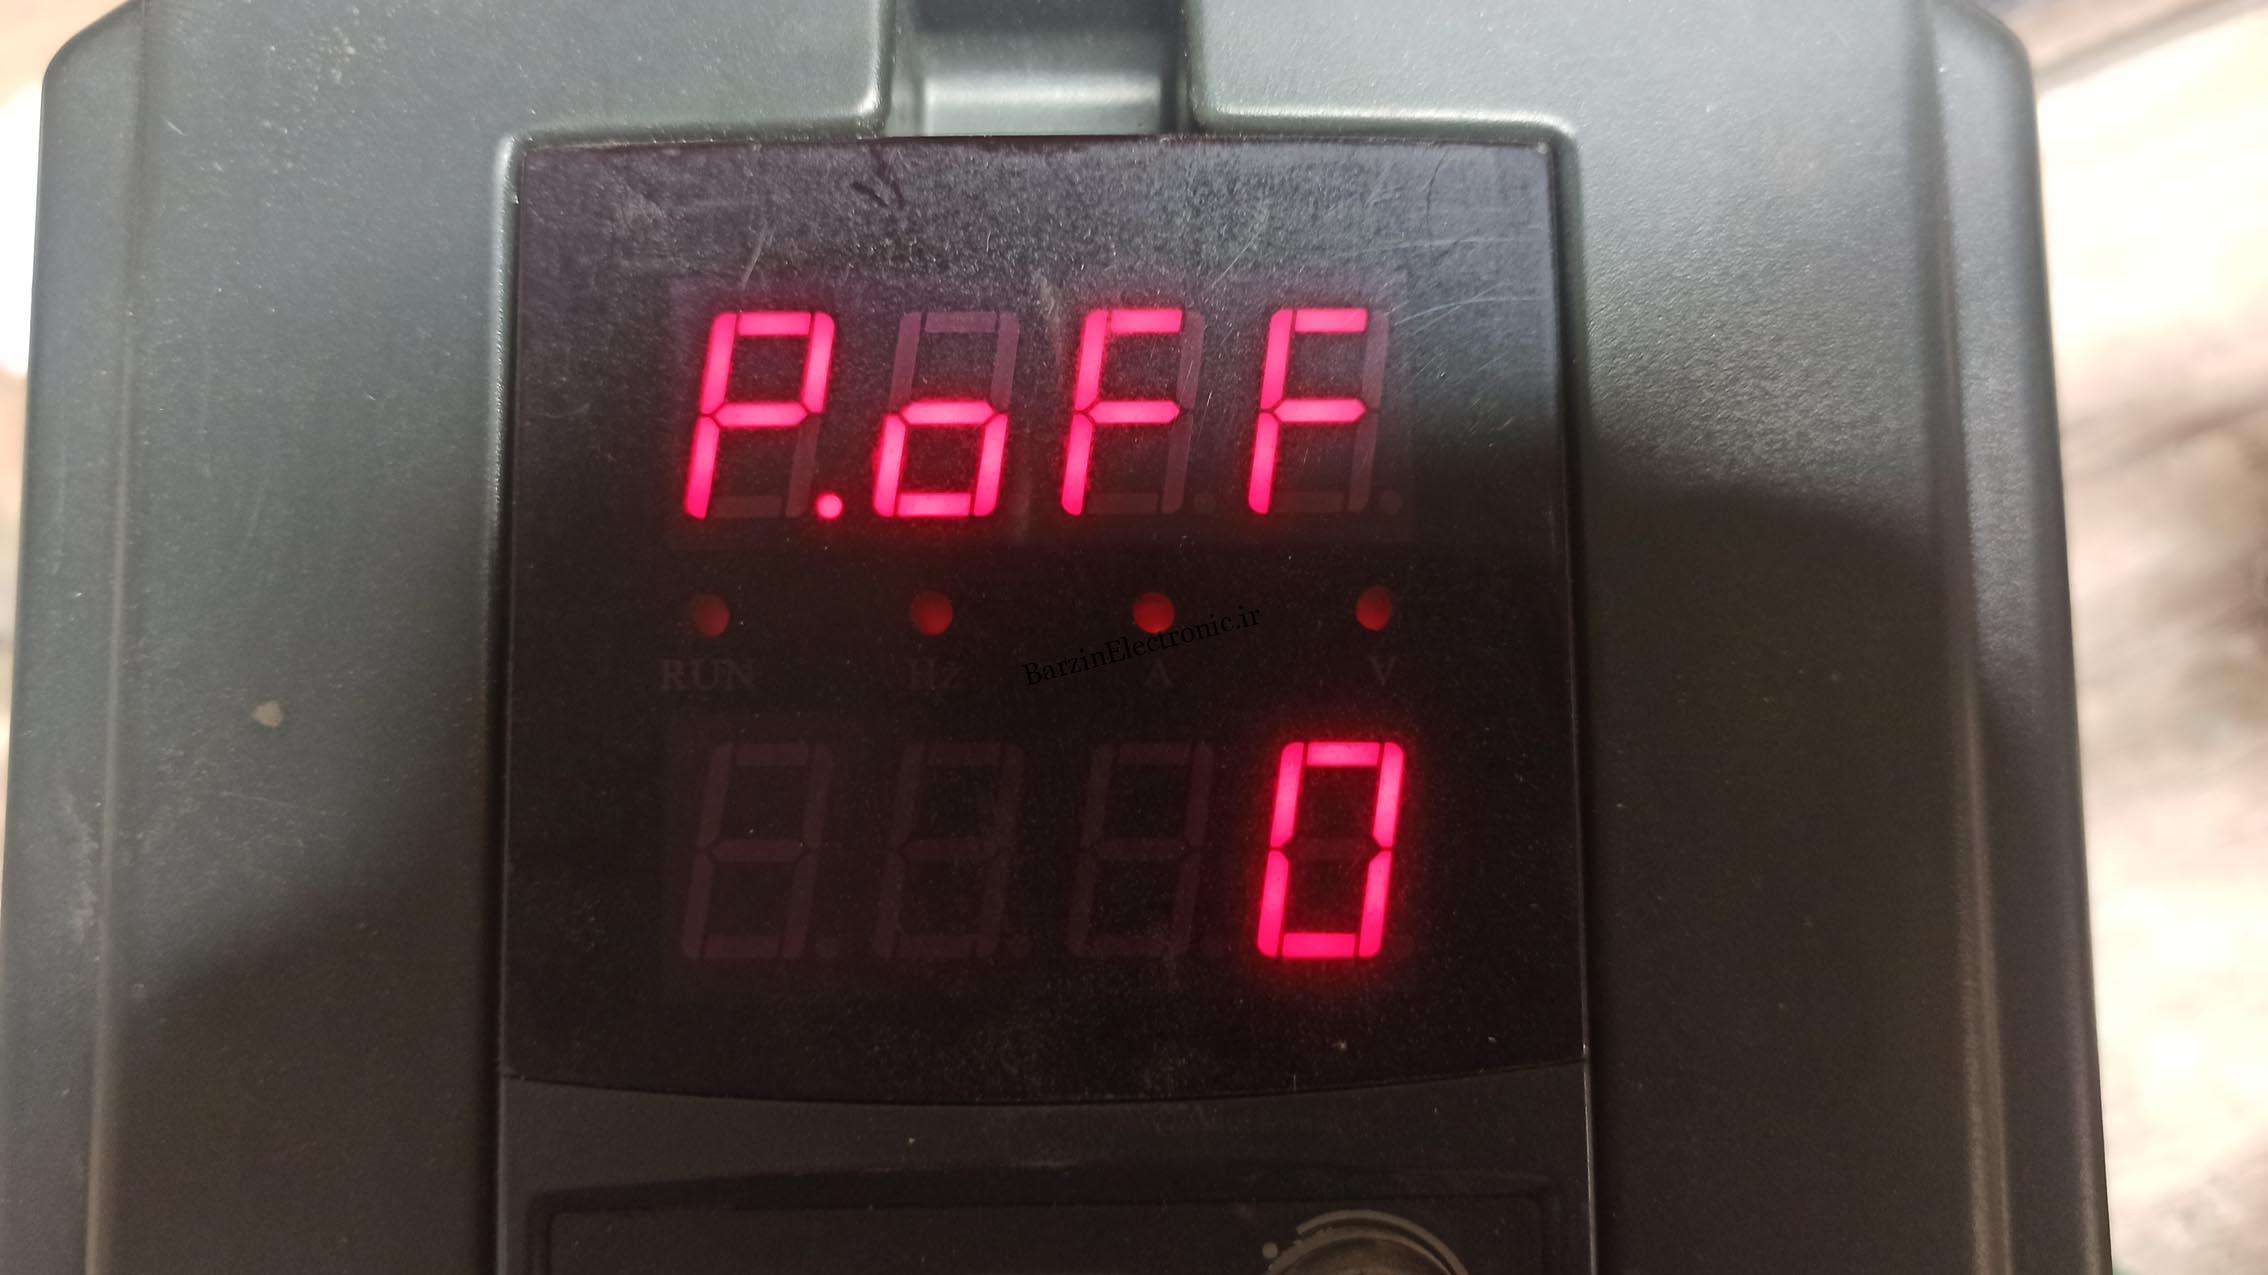 P.oFF
RUN Hz A V
BarzinElectronic.ir
0